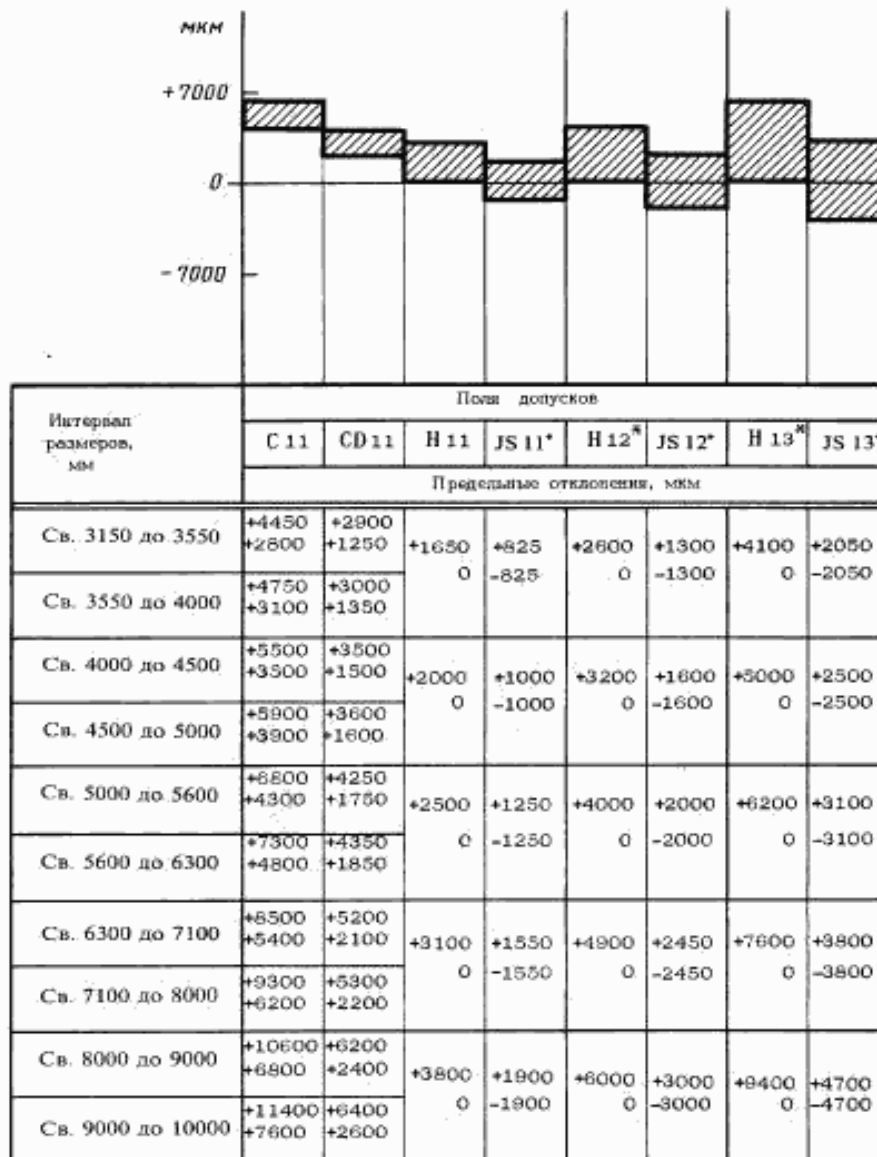 мкм
+7000
0
-7000
Интервал размеров, мм
Поля допусков
C 11 CD 11 H 11 JS 11* H 12* JS 12* H 13* JS 13*
Предельные отклонения, мкм
Св. 3150 до 3550
+4450 +2900
+2800 +1250
+1650 +825 +2600 +1300 +4100 +2050
0 -825 0 -1300 0 -2050
Св. 3550 до 4000
+4750 +3000
+3100 +1350
Св. 4000 до 4500
+5500 +3500
+3500 +1500
+2000 +1000 +3200 +1600 +5000 +2500
0 -1000 0 -1600 0 -2500
Св. 4500 до 5000
+5900 +3600
+3900 +1600
Св. 5000 до 5600
+6800 +4250
+4300 +1750
+2500 +1250 +4000 +2000 +6200 +3100
0 -1250 0 -2000 0 -3100
Св. 5600 до 6300
+7300 +4350
+4800 +1850
Св. 6300 до 7100
+8500 +5200
+5400 +2100
+3100 +1550 +4900 +2450 +7600 +3800
0 -1550 0 -2450 0 -3800
Св. 7100 до 8000
+9300 +5300
+6200 +2200
Св. 8000 до 9000
+10600 +6200
+6800 +2400
+3800 +1900 +6000 +3000 +9400 +4700
0 -1900 0 -3000 0 -4700
Св. 9000 до 10000
+11400 +6400
+7600 +2600